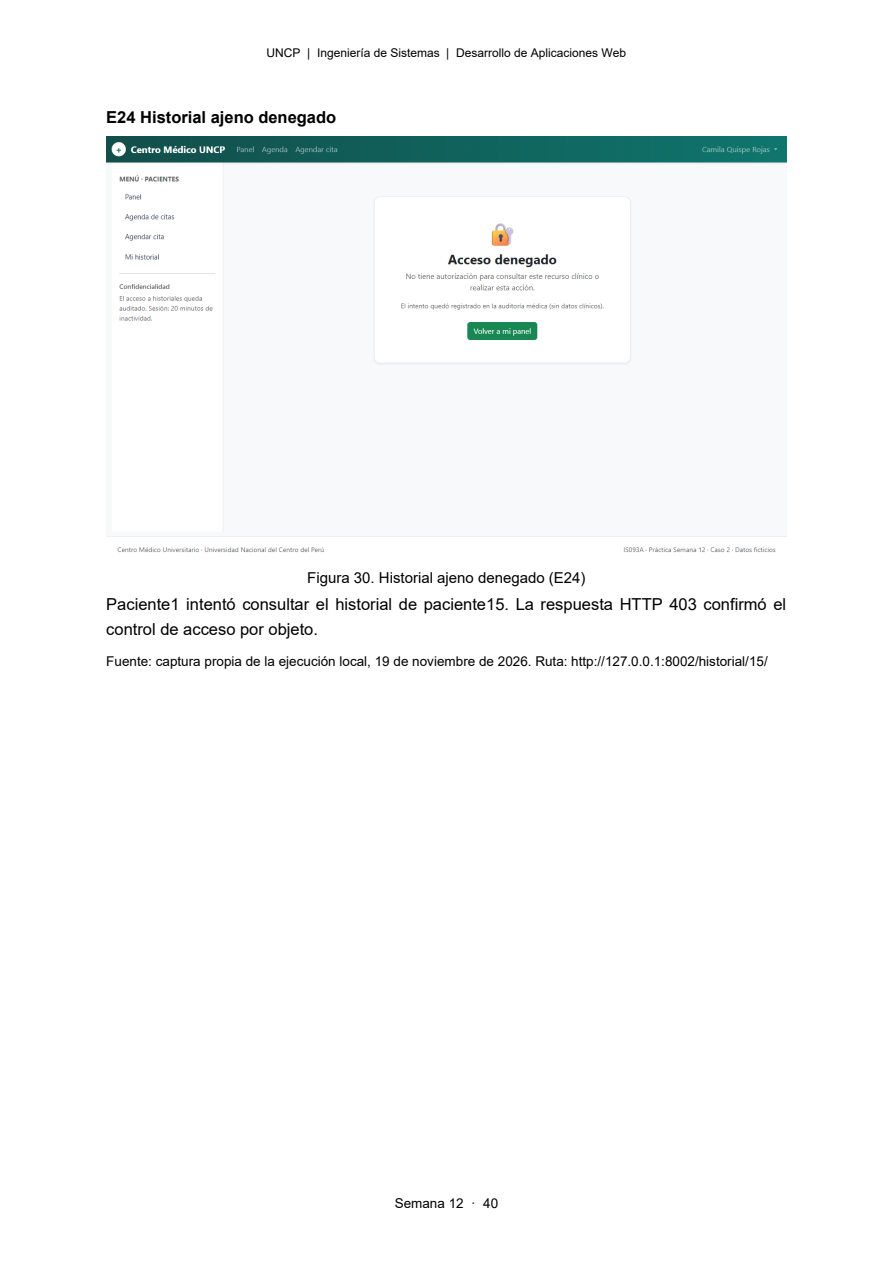 UNCP | Ingeniería de Sistemas | Desarrollo de Aplicaciones Web
E24 Historial ajeno denegado
+ Centro Médico UNCP Panel Agenda Agendar cita Camila Quispe Rojas
MENÚ · PACIENTES
Panel
Agenda de citas
Agendar cita
Mi historial
Confidencialidad
El acceso a historiales queda
auditado. Sesión: 20 minutos de
inactividad.
Acceso denegado
No tiene autorización para consultar este recurso clínico o
realizar esta acción.
El intento quedó registrado en la auditoría médica (sin datos clínicos).
Volver a mi panel
Centro Médico Universitario · Universidad Nacional del Centro del Perú IS093A · Práctica Semana 12 · Caso 2 · Datos ficticios
Figura 30. Historial ajeno denegado (E24)
Paciente1 intentó consultar el historial de paciente15. La respuesta HTTP 403 confirmó el
control de acceso por objeto.
Fuente: captura propia de la ejecución local, 19 de noviembre de 2026. Ruta: http://127.0.0.1:8002/historial/15/
Semana 12 · 40